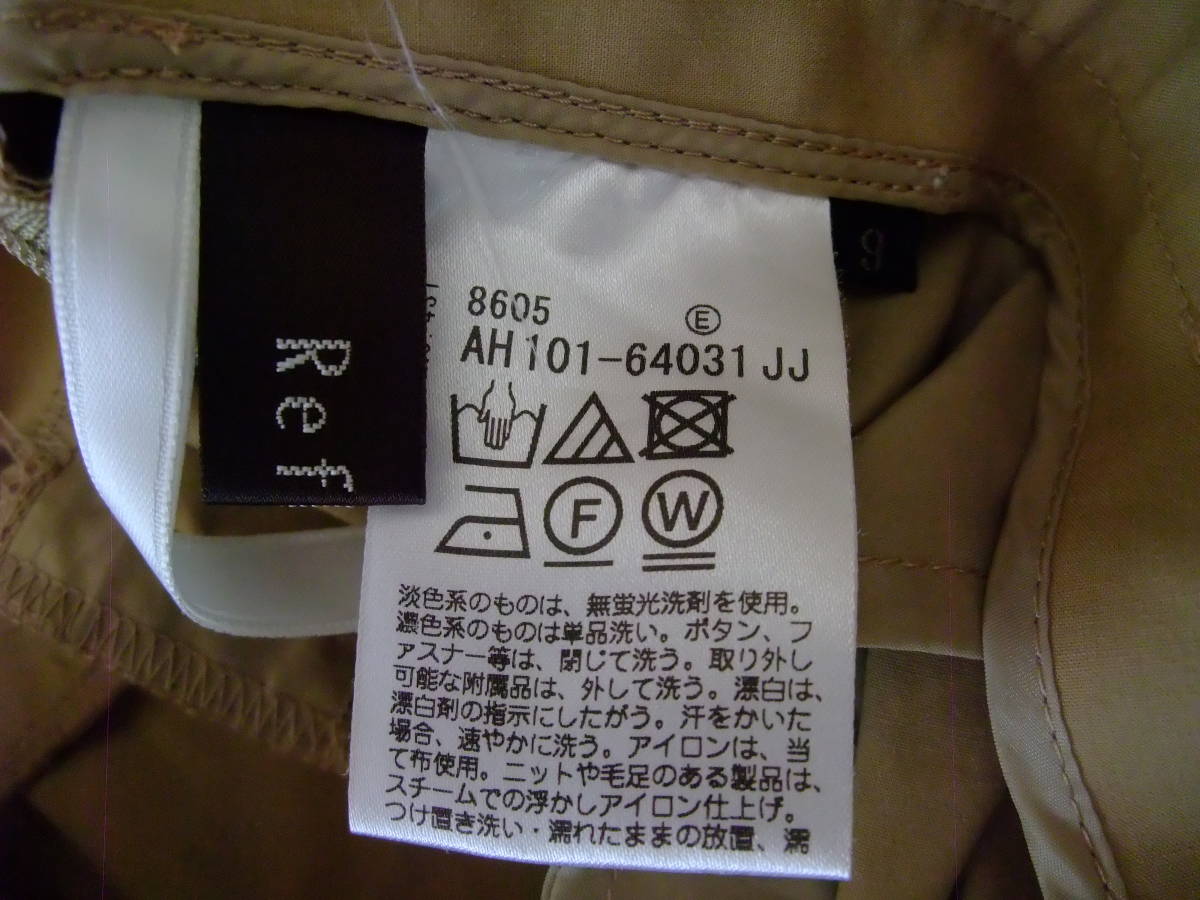 Ref
9
8605
E
AH101-64031 JJ
F
W
淡色系のものは、無蛍光洗剤を使用。
濃色系のものは単品洗い。ボタン、フ
ァスナー等は、閉じて洗う。取り外し
可能な附属品は、外して洗う。漂白は、
漂白剤の指示にしたがう。汗をかいた
場合、速やかに洗う。アイロンは、当
て布使用。ニットや毛足のある製品は、
スチームでの浮かしアイロン仕上げ。
つけ置き洗い・濡れたままの放置、濡